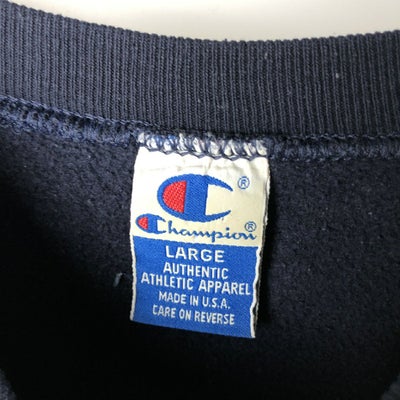 ®
Champion®
LARGE
AUTHENTIC
ATHLETIC APPAREL
MADE IN U.S.A.
CARE ON REVERSE